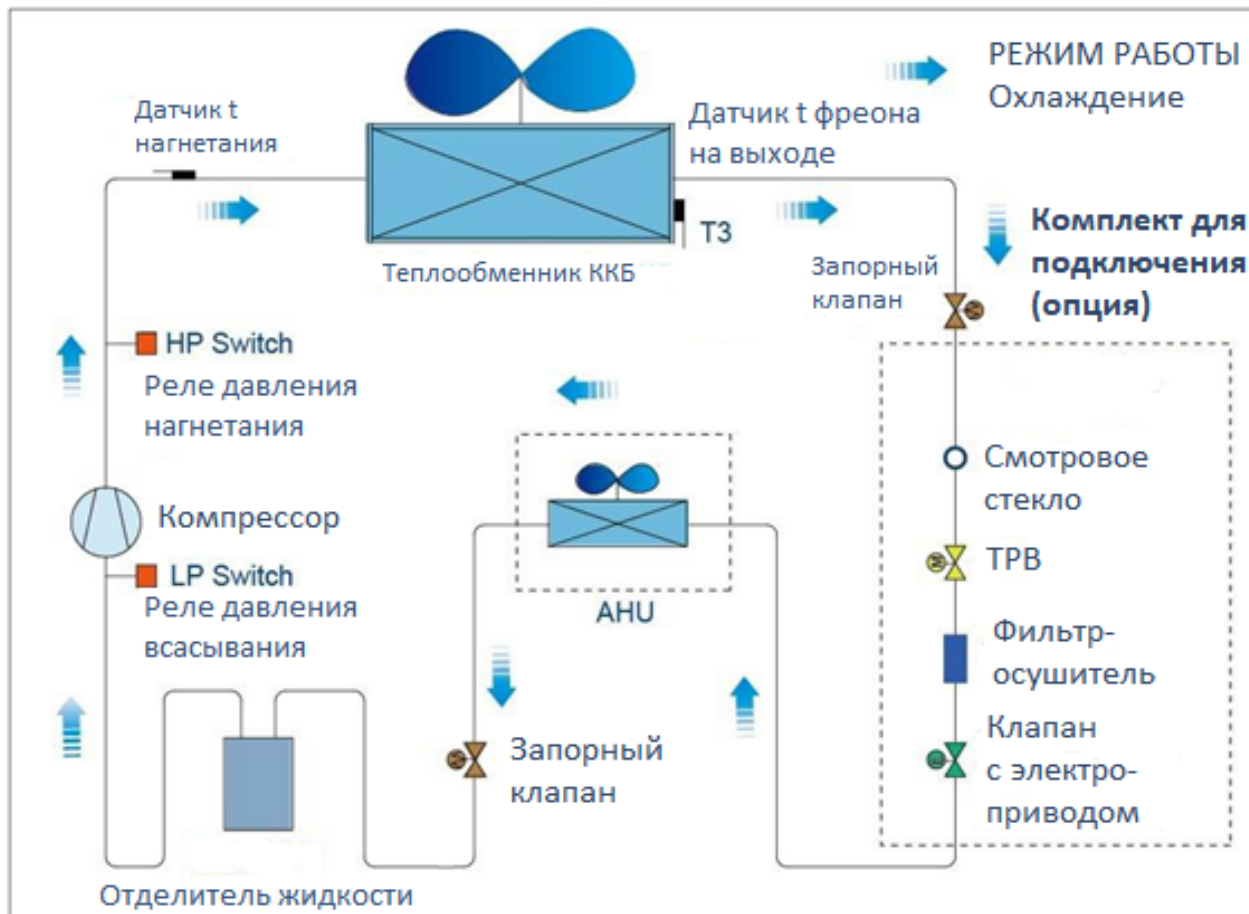 РЕЖИМ РАБОТЫ
Охлаждение
Датчик t
нагнетания
Датчик t фреона
на выходе
T3
Теплообменник ККБ
Запорный
клапан
Комплект для
подключения
(опция)
HP Switch
Реле давления
нагнетания
Компрессор
LP Switch
Реле давления
всасывания
AHU
Смотровое
стекло
ТРВ
Фильтр-
осушитель
Клапан
с электро-
приводом
Запорный
клапан
Отделитель жидкости